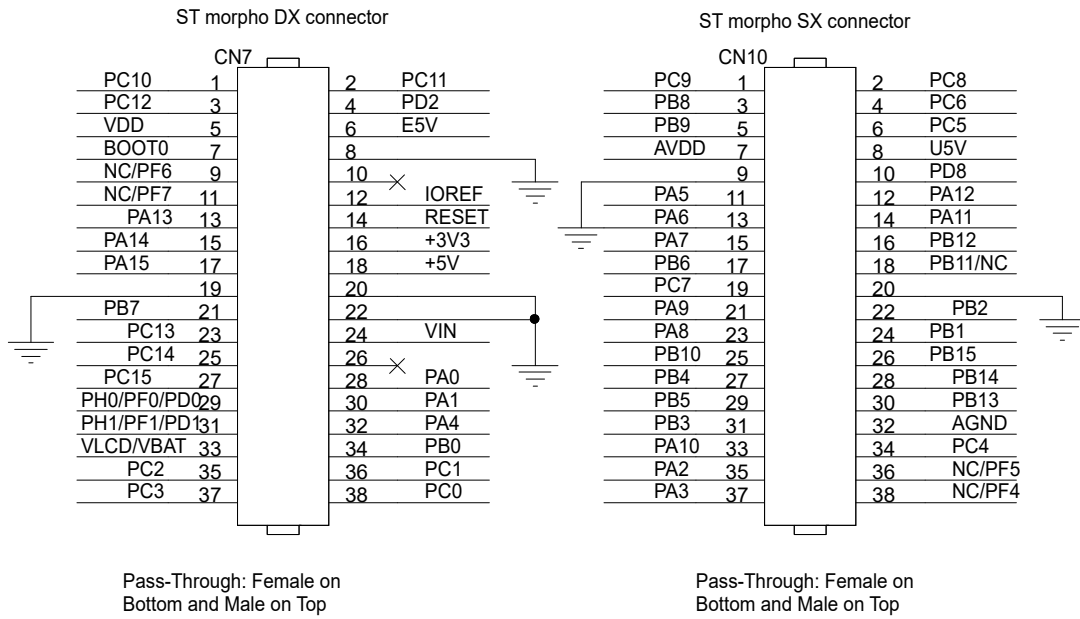 ST morpho DX connector
CN7
PC10 1 2 PC11
PC12 3 4 PD2
VDD 5 6 E5V
BOOT0 7 8
NC/PF6 9 10
NC/PF7 11 12 IOREF
PA13 13 14 RESET
PA14 15 16 +3V3
PA15 17 18 +5V
19 20
PB7 21 22
PC13 23 24 VIN
PC14 25 26
PC15 27 28 PA0
PH0/PF0/PD0 29 30 PA1
PH1/PF1/PD1 31 32 PA4
VLCD/VBAT 33 34 PB0
PC2 35 36 PC1
PC3 37 38 PC0
Pass-Through: Female on
Bottom and Male on Top
ST morpho SX connector
CN10
PC9 1 2 PC8
PB8 3 4 PC6
PB9 5 6 PC5
AVDD 7 8 U5V
9 10 PD8
PA5 11 12 PA12
PA6 13 14 PA11
PA7 15 16 PB12
PB6 17 18 PB11/NC
PC7 19 20
PA9 21 22 PB2
PA8 23 24 PB1
PB10 25 26 PB15
PB4 27 28 PB14
PB5 29 30 PB13
PB3 31 32 AGND
PA10 33 34 PC4
PA2 35 36 NC/PF5
PA3 37 38 NC/PF4
Pass-Through: Female on
Bottom and Male on Top